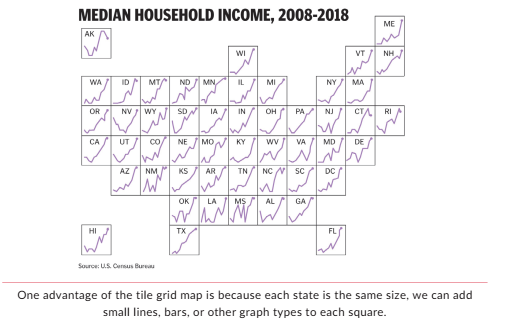 MEDIAN HOUSEHOLD INCOME, 2008-2018
ME
AK
WI
VT NH
WA ID MT ND MN IL MI NY MA
OR NV WY SD IA IN OH PA NJ CT RI
CA UT CO NE MO KY WV VA MD DE
AZ NM KS AR TN NC SC DC
OK LA MS AL GA
HI TX FL
Source: U.S. Census Bureau
One advantage of the tile grid map is because each state is the same size, we can add
small lines, bars, or other graph types to each square.